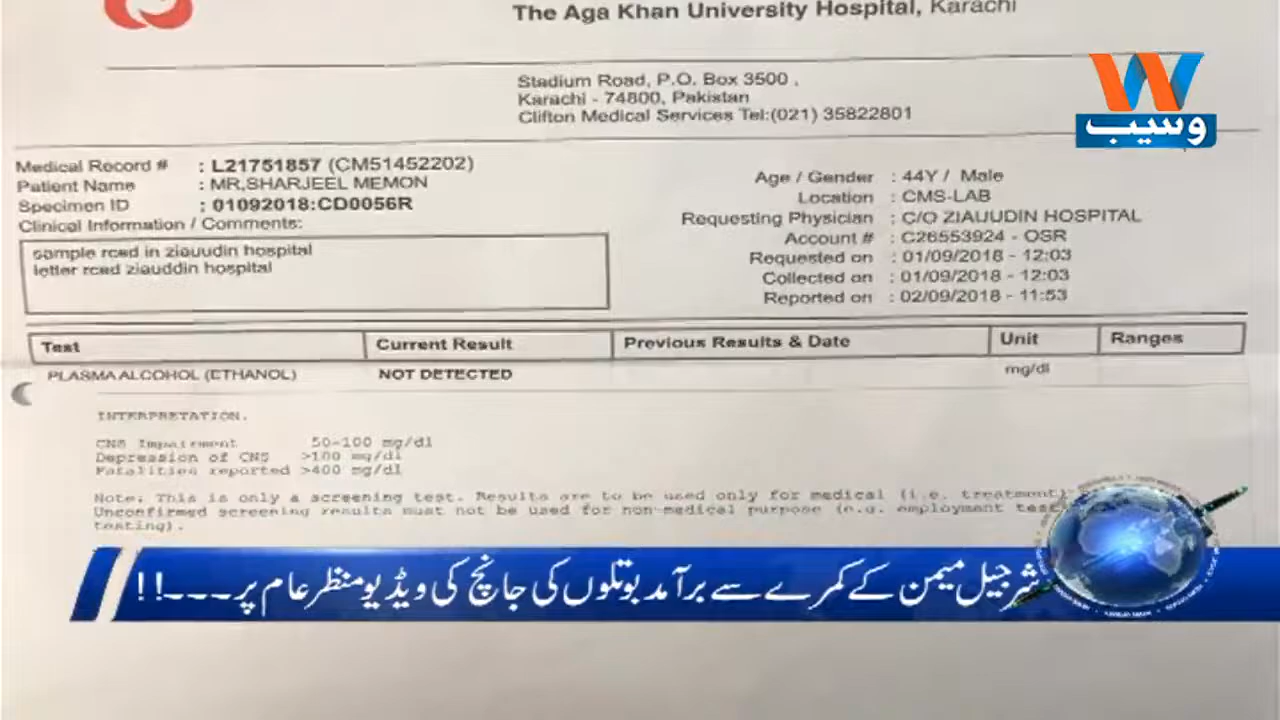 The Aga Khan University Hospital, Karachi
Stadium Road, P.O. Box 3500 ,
Karachi - 74800, Pakistan
Clifton Medical Services Tel:(021) 35822801
W
وسیب
Medical Record # : L21751857 (CM51452202)
Patient Name : MR,SHARJEEL MEMON
Specimen ID : 01092018:CD0056R
Clinical Information / Comments:
sample rced in ziauudin hospital
letter rced ziauddin hospital
Age / Gender : 44Y / Male
Location : CMS-LAB
Requesting Physician : C/O ZIAUUDIN HOSPITAL
Account # : C26553924 - OSR
Requested on : 01/09/2018 - 12:03
Collected on : 01/09/2018 - 12:03
Reported on : 02/09/2018 - 11:53
Test Current Result Previous Results & Date Unit Ranges
PLASMA ALCOHOL (ETHANOL) NOT DETECTED mg/dl
INTERPRETATION.
CNS Impairment 50-100 mg/dl
Depression of CNS >100 mg/dl
Fatalities reported >400 mg/dl
Note: This is only a screening test. Results are to be used only for medical (i.e. treatment)
Unconfirmed screening results must not be used for non-medical purpose (e.g. employment test
testing).
شرجیل میمن کے کمرے سے برآمد بوتلوں کی جانچ کی ویڈیو منظر عام پر۔۔۔!!